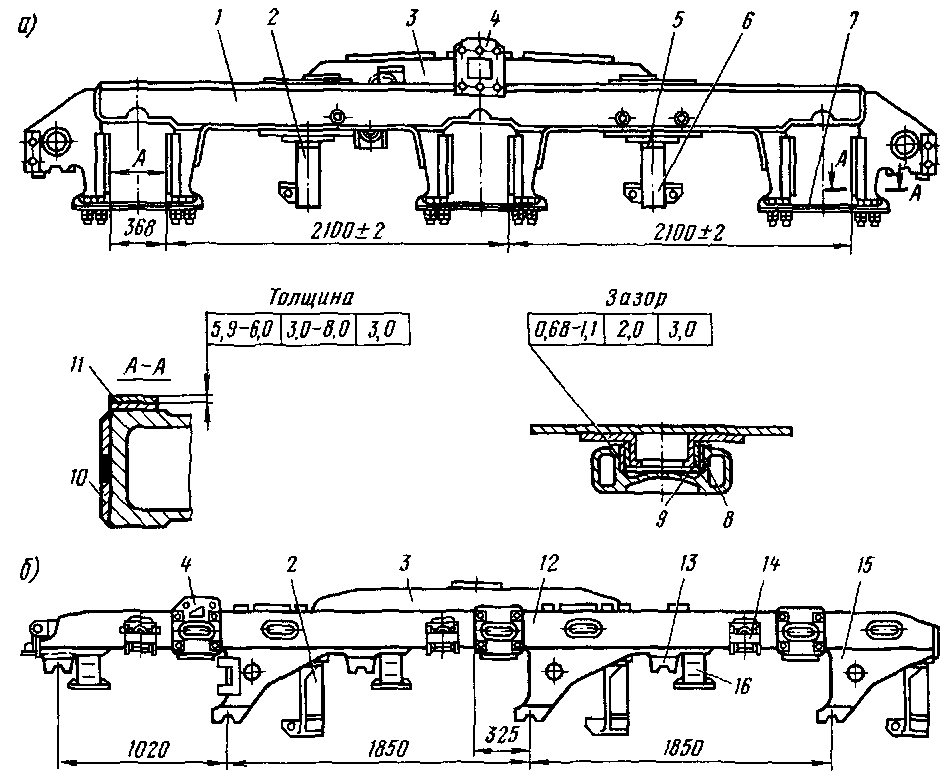 а)
1 2 3 4 5 6 7
А
А
А
368 2100±2 2100±2
Толщина
5,9-6,0 3,0-8,0 3,0
Зазор
0,68-1,1 2,0 3,0
А-А
11
10
9 8
б)
4 2 3 12 13 14 15
16
1020 1850 325 1850